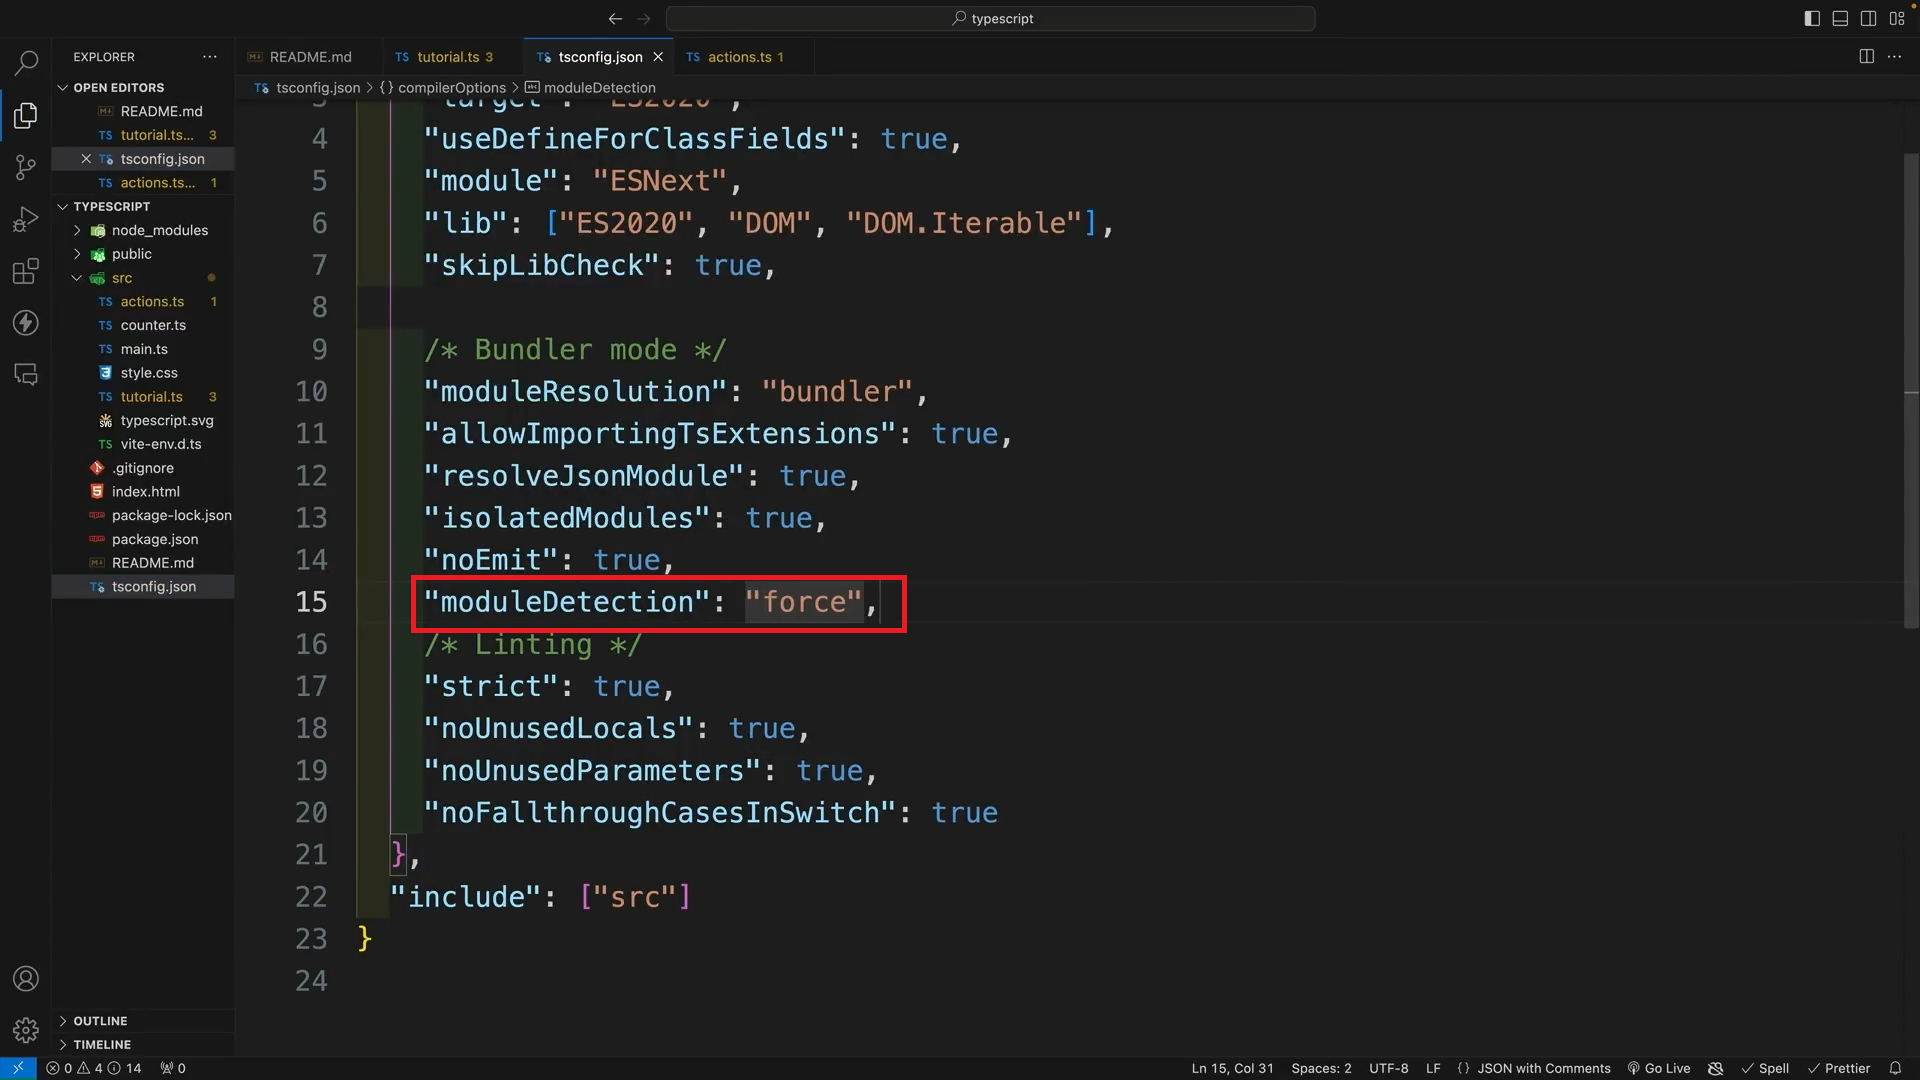 typescript
EXPLORER
README.md
tutorial.ts 3
tsconfig.json
actions.ts 1
tsconfig.json > {} compilerOptions > moduleDetection
OPEN EDITORS
README.md
TS tutorial.ts... 3
tsconfig.json
TS actions.ts... 1
TYPESCRIPT
node_modules
public
src
TS actions.ts 1
TS counter.ts
TS main.ts
style.css
TS tutorial.ts 3
typescript.svg
TS vite-env.d.ts
.gitignore
index.html
package-lock.json
package.json
README.md
tsconfig.json
OUTLINE
TIMELINE
3 "target": "ES2020",
4 "useDefineForClassFields": true,
5 "module": "ESNext",
6 "lib": ["ES2020", "DOM", "DOM.Iterable"],
7 "skipLibCheck": true,
8
9 /* Bundler mode */
10 "moduleResolution": "bundler",
11 "allowImportingTsExtensions": true,
12 "resolveJsonModule": true,
13 "isolatedModules": true,
14 "noEmit": true,
15 "moduleDetection": "force",
16 /* Linting */
17 "strict": true,
18 "noUnusedLocals": true,
19 "noUnusedParameters": true,
20 "noFallthroughCasesInSwitch": true
21 },
22 "include": ["src"]
23 }
24
0 4 14 0
Ln 15, Col 31 Spaces: 2 UTF-8 LF {} JSON with Comments Go Live Spell Prettier